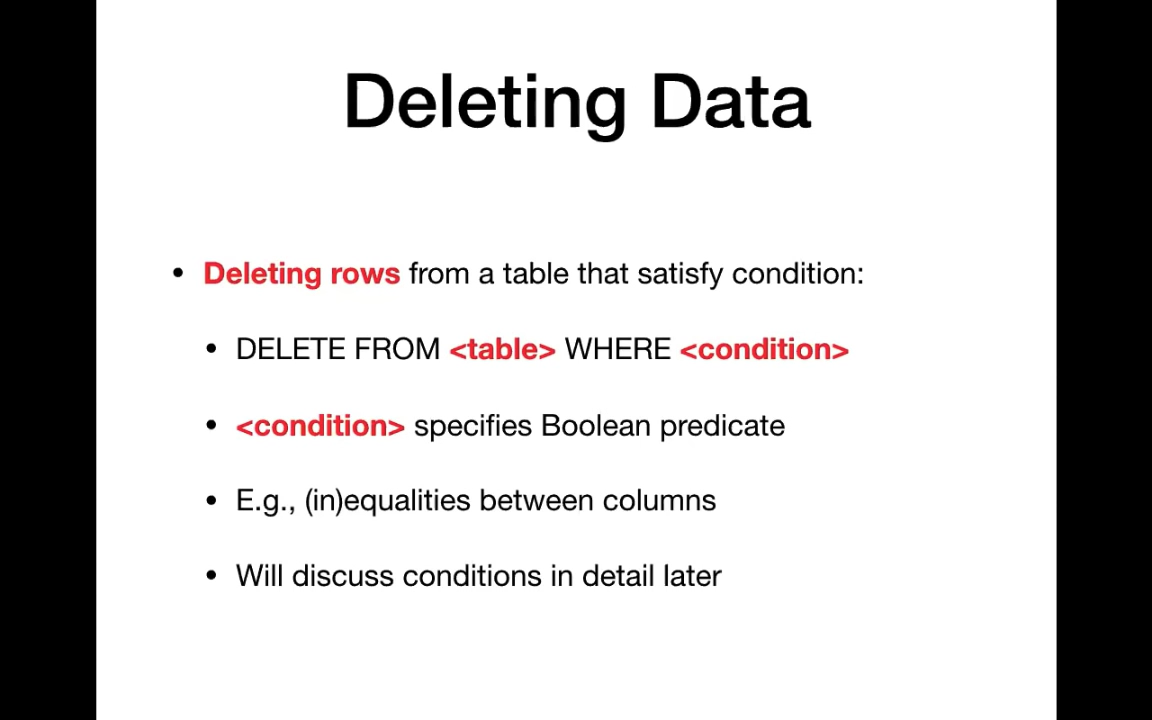 Deleting Data
• Deleting rows from a table that satisfy condition:
• DELETE FROM <table> WHERE <condition>
• <condition> specifies Boolean predicate
• E.g., (in)equalities between columns
• Will discuss conditions in detail later